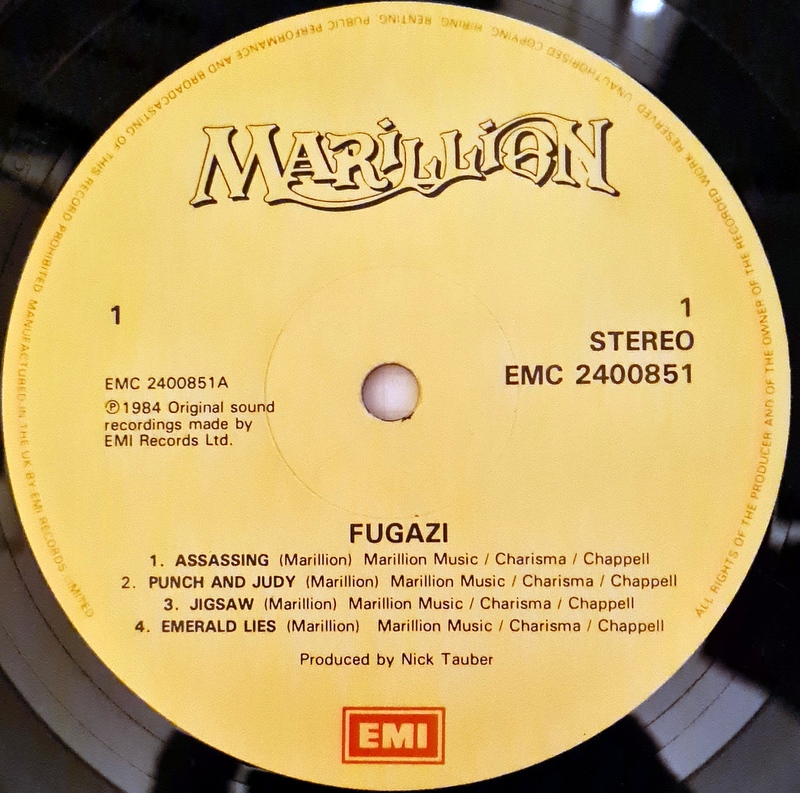 MARILLION
1
1
STEREO
EMC 2400851
EMC 2400851A
Ⓟ1984 Original sound
recordings made by
EMI Records Ltd.
FUGAZI
1. ASSASSING (Marillion) Marillion Music / Charisma / Chappell
2. PUNCH AND JUDY (Marillion) Marillion Music / Charisma / Chappell
3. JIGSAW (Marillion) Marillion Music / Charisma / Chappell
4. EMERALD LIES (Marillion) Marillion Music / Charisma / Chappell
Produced by Nick Tauber
EMI
ALL RIGHTS OF THE PRODUCER AND OF THE OWNER OF THE RECORDED WORK RESERVED UNAUTHORISED COPYING HIRING RENTING PUBLIC PERFORMANCE AND BROADCASTING OF THIS RECORD PROHIBITED MANUFACTURED IN THE UK BY EMI RECORDS LIMITED